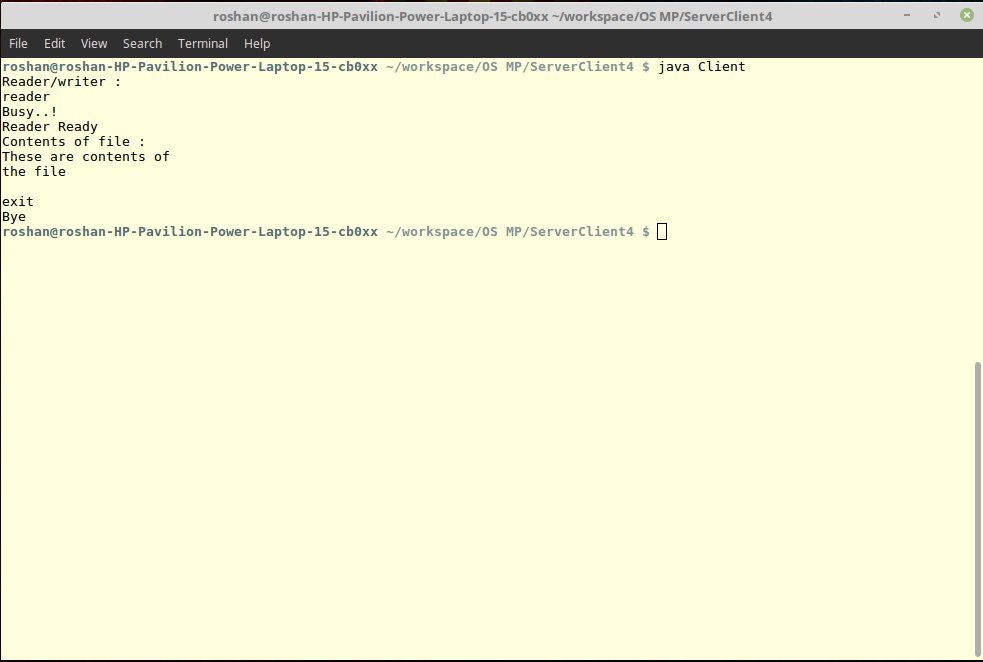 roshan@roshan-HP-Pavilion-Power-Laptop-15-cb0xx ~/workspace/OS MP/ServerClient4
File Edit View Search Terminal Help
roshan@roshan-HP-Pavilion-Power-Laptop-15-cb0xx ~/workspace/OS MP/ServerClient4 $ java Client
Reader/writer :
reader
Busy..!
Reader Ready
Contents of file :
These are contents of
the file
exit
Bye
roshan@roshan-HP-Pavilion-Power-Laptop-15-cb0xx ~/workspace/OS MP/ServerClient4 $